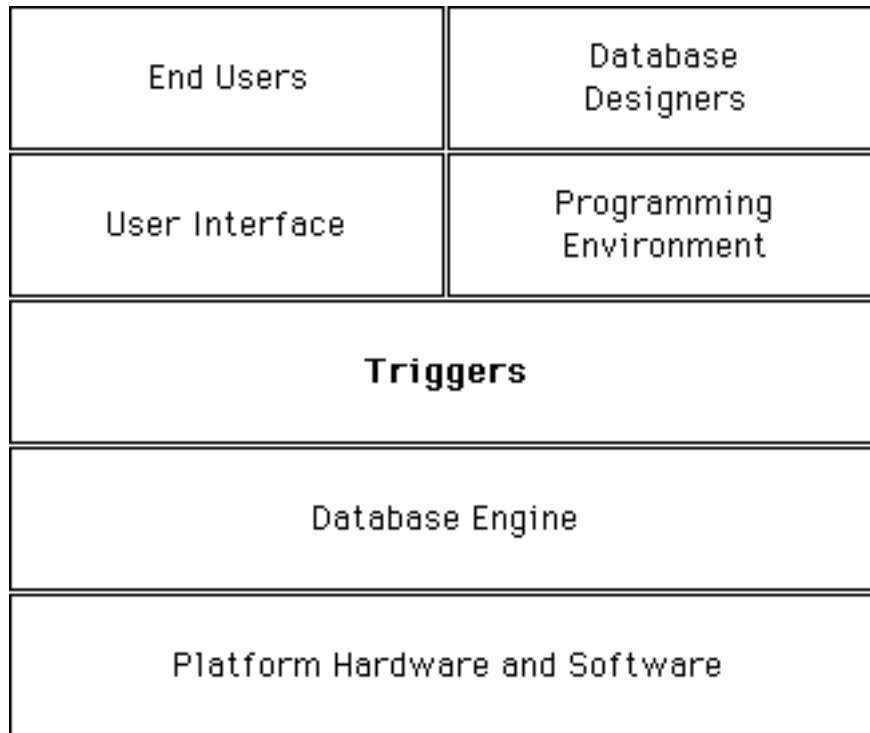 End Users
Database
Designers
User Interface
Programming
Environment
Triggers
Database Engine
Platform Hardware and Software